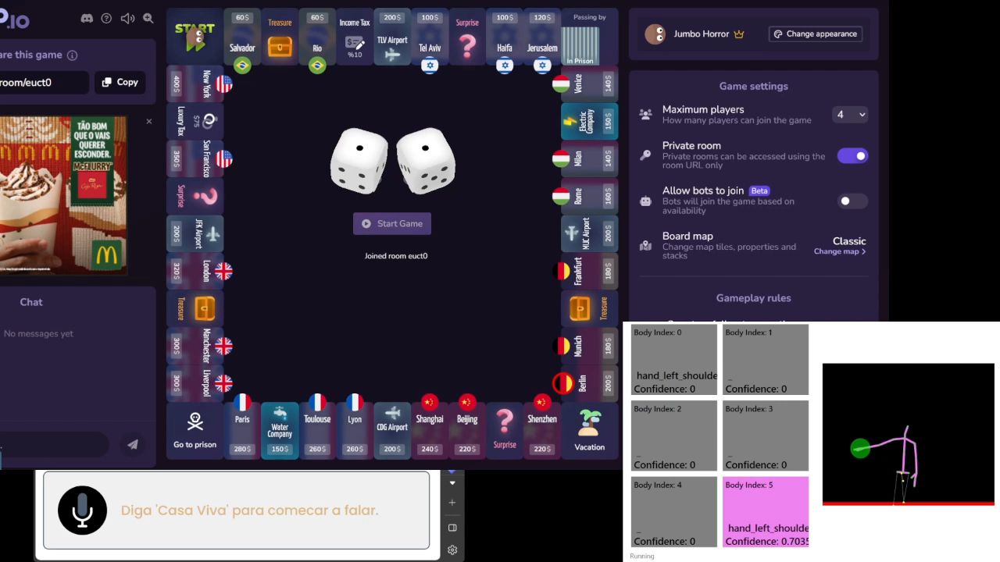 P.IO
are this game
room/euct0
Copy
TÃO BOM
QUE O VAIS
QUERER
ESCONDER.
McFLURRY
Chat
No messages yet
START
60$
Salvador
Treasure
60$
Rio
Income Tax
%10
200$
TLV Airport
100$
Tel Aviv
Surprise
?
100$
Haifa
120$
Jerusalem
Passing by
In Prison
New York
400$
Luxury Tax
$75
San Francisco
350$
Surprise
?
JFK Airport
200$
London
320$
Treasure
Manchester
300$
Liverpool
300$
Venice
140$
Electric Company
150$
Milan
140$
Rome
160$
MUC Airport
200$
Frankfurt
180$
Treasure
Munich
180$
Berlin
200$
Start Game
Joined room euct0
Go to prison
Paris
280$
Water
Company
150$
Toulouse
260$
Lyon
260$
CDG Airport
200$
Shanghai
240$
Beijing
220$
?
Surprise
Shenzhen
220$
Vacation
Jumbo Horror
Change appearance
Game settings
Maximum players
How many players can join the game
4
Private room
Private rooms can be accessed using the
room URL only
Allow bots to join Beta
Bots will join the game based on
availability
Board map
Change map tiles, properties and
stacks
Classic
Change map >
Gameplay rules
Diga 'Casa Viva' para comecar a falar.
Body Index: 0
hand_left_shoulde
Confidence: 0
Body Index: 1
_
Confidence: 0
Body Index: 2
_
Confidence: 0
Body Index: 3
_
Confidence: 0
Body Index: 4
_
Confidence: 0
Body Index: 5
hand_left_shoulde
Confidence: 0.7035
Running